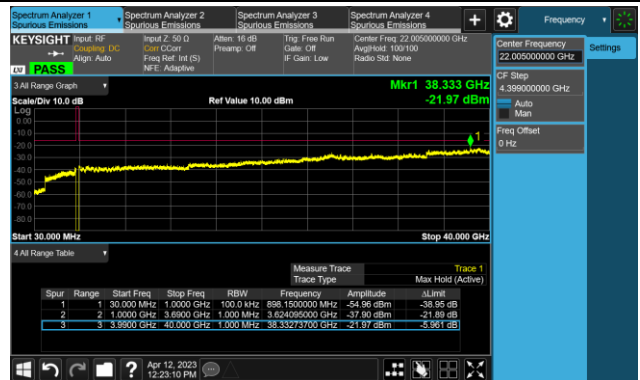 Spectrum Analyzer 1
Spurious Emissions
Spectrum Analyzer 2
Spurious Emissions
Spectrum Analyzer 3
Spurious Emissions
Spectrum Analyzer 4
Spurious Emissions
+
Frequency
KEYSIGHT
Input: RF
Coupling: DC
Align: Auto
Input Z: 50 Ω
Corr CCorr
Freq Ref: Int (S)
NFE: Adaptive
Atten: 16 dB
Preamp: Off
Trig: Free Run
Gate: Off
IF Gain: Low
Center Freq: 22.005000000 GHz
Avg|Hold: 100/100
Radio Std: None
LXI PASS
Center Frequency
22.005000000 GHz
Settings
CF Step
4.399000000 GHz
Auto
Man
Freq Offset
0 Hz
3 All Range Graph
Mkr1 38.333 GHz
Scale/Div 10.0 dB
Ref Value 10.00 dBm
-21.97 dBm
Log
0.00
-10.0
-20.0
-30.0
-40.0
-50.0
-60.0
-70.0
-80.0
1
Start 30.000 MHz
Stop 40.000 GHz
4 All Range Table
Measure Trace Trace 1
Trace Type Max Hold (Active)
Spur Range Start Freq Stop Freq RBW Frequency Amplitude ΔLimit
1 1 30.000 MHz 1.0000 GHz 100.0 kHz 898.1500000 MHz -54.96 dBm -38.95 dB
2 2 1.0000 GHz 3.6900 GHz 1.000 MHz 3.624095000 GHz -37.90 dBm -21.89 dB
3 3 3.9900 GHz 40.000 GHz 1.000 MHz 38.33273700 GHz -21.97 dBm -5.961 dB
?
Apr 12, 2023
12:23:10 PM